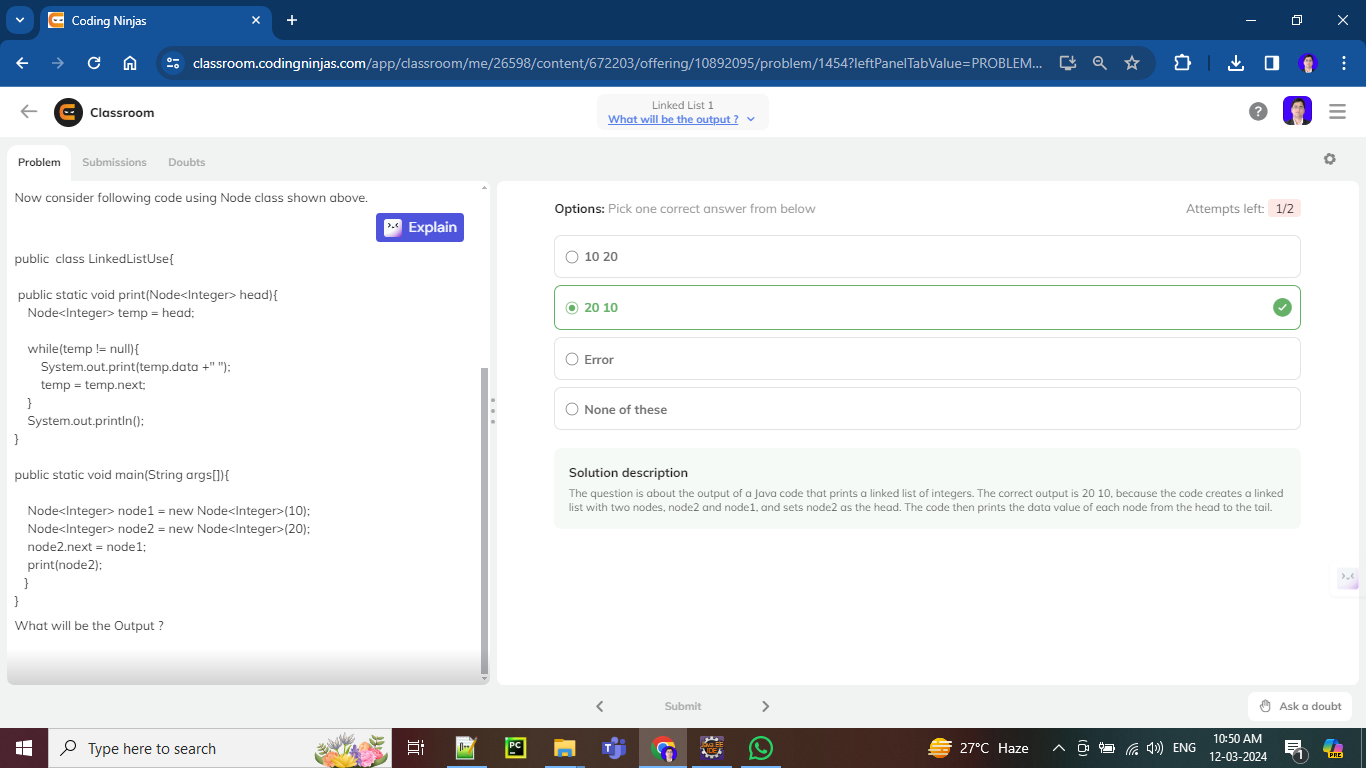 Coding Ninjas
classroom.codingninjas.com/app/classroom/me/26598/content/672203/offering/10892095/problem/1454?leftPanelTabValue=PROBLEM...
Classroom
Linked List 1
What will be the output ?
Problem
Submissions
Doubts
Now consider following code using Node class shown above.
Explain
public  class LinkedListUse{
public static void print(Node<Integer> head){
Node<Integer> temp = head;
while(temp != null){
System.out.print(temp.data +" ");
temp = temp.next;
}
System.out.println();
}
public static void main(String args[]){
Node<Integer> node1 = new Node<Integer>(10);
Node<Integer> node2 = new Node<Integer>(20);
node2.next = node1;
print(node2);
}
}
What will be the Output ?
Options: Pick one correct answer from below
Attempts left: 1/2
10 20
20 10
Error
None of these
Solution description
The question is about the output of a Java code that prints a linked list of integers. The correct output is 20 10, because the code creates a linked
list with two nodes, node2 and node1, and sets node2 as the head. The code then prints the data value of each node from the head to the tail.
Submit
Ask a doubt
Type here to search
PC
27°C Haze
ENG
10:50 AM
12-03-2024
1
PRE